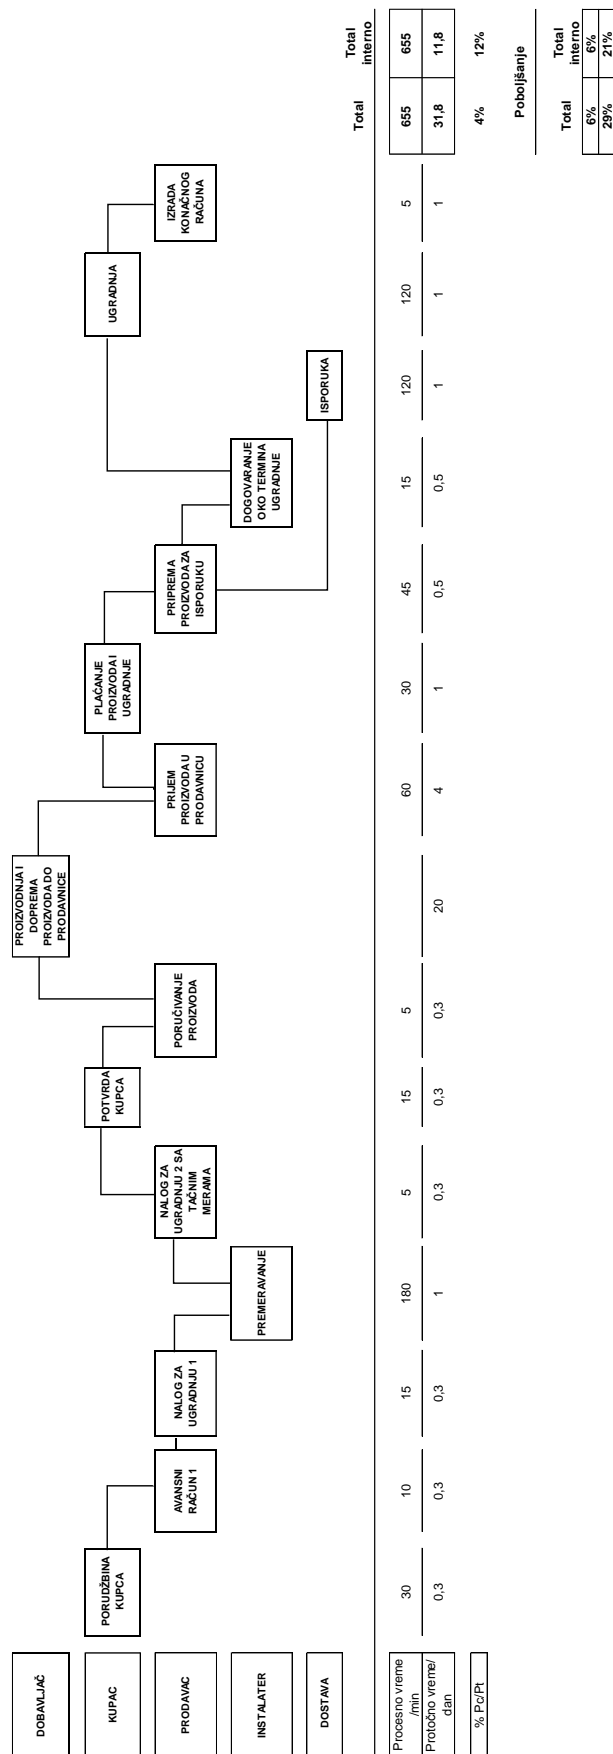 DOBAVLJAČ
PROIZVODNJA I
DOPREMA
PROIZVODA DO
PRODAVNICE
KUPAC
PORUDŽBINA
KUPCA
POTVRDA
KUPCA
PLAĆANJE
PROIZVODA I
UGRADNJE
UGRADNJA
PRODAVAC
AVANSNI
RAČUN 1
NALOG ZA
UGRADNJU 1
NALOG ZA
UGRADNJU 2 SA
TAČNIM
MERAMA
PORUČIVANJE
PROIZVODA
PRIJEM
PROIZVODA U
PRODAVNICU
PRIPREMA
PROIZVODA ZA
ISPORUKU
IZRADA
KONAČNOG
RAČUNA
INSTALATER
PREMERAVANJE
DOGOVARANJE
OKO TERMINA
UGRADNJE
DOSTAVA
ISPORUKA
Total
Total
interno
Procesno vreme
/min
30 10 15 180 5 15 5 60 30 45 15 120 120 5 655 655
Protočno vreme/
dan
0,3 0,3 0,3 1 0,3 0,3 0,3 20 4 1 0,5 0,5 1 1 1 31,8 11,8
% Pc/Pt
4% 12%
Poboljšanje
Total
Total
interno
6% 6%
29% 21%